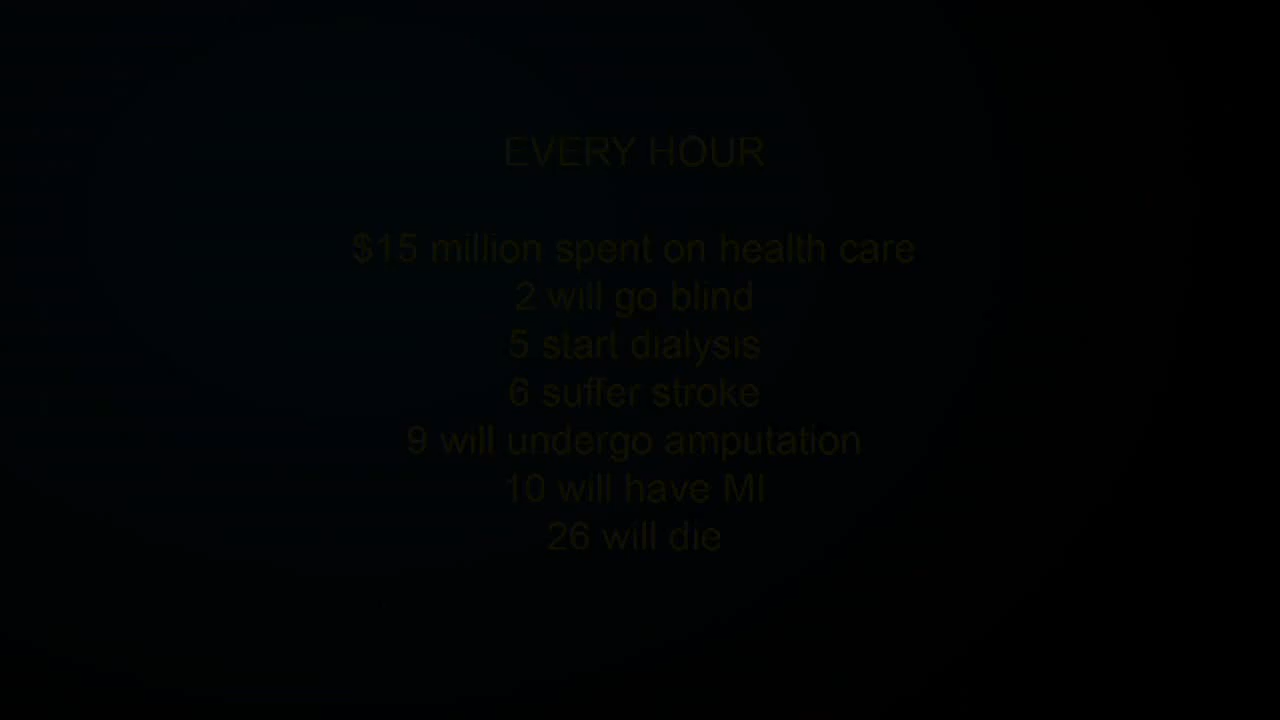 EVERY HOUR
$15 million spent on health care
2 will go blind
5 start dialysis
6 suffer stroke
9 will undergo amputation
10 will have MI
26 will die